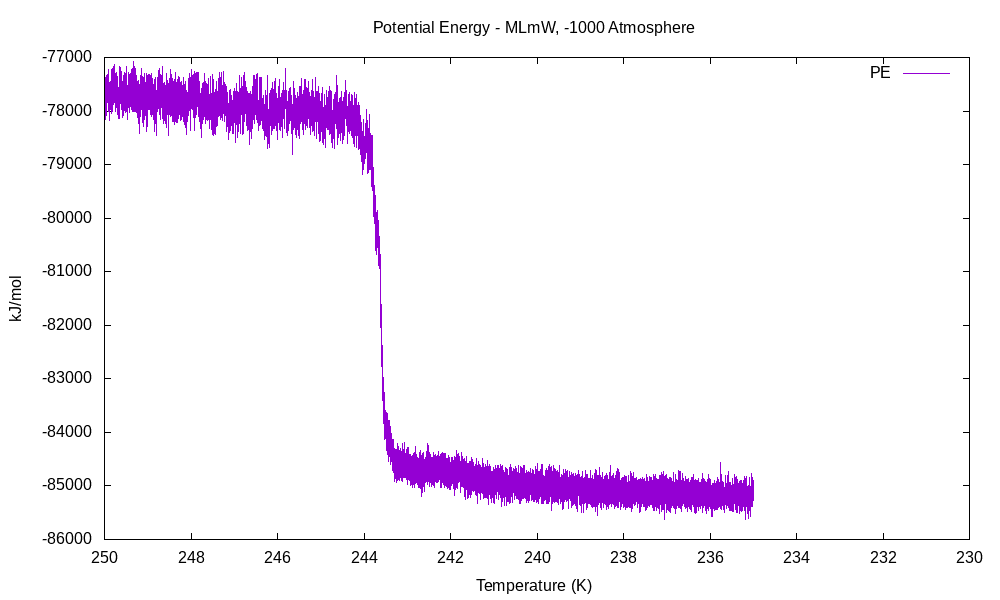 Potential Energy - MLmW, -1000 Atmosphere
-77000
PE
-78000
-79000
-80000
-81000
kJ/mol
-82000
-83000
-84000
-85000
-86000
250 248 246 244 242 240 238 236 234 232 230
Temperature (K)